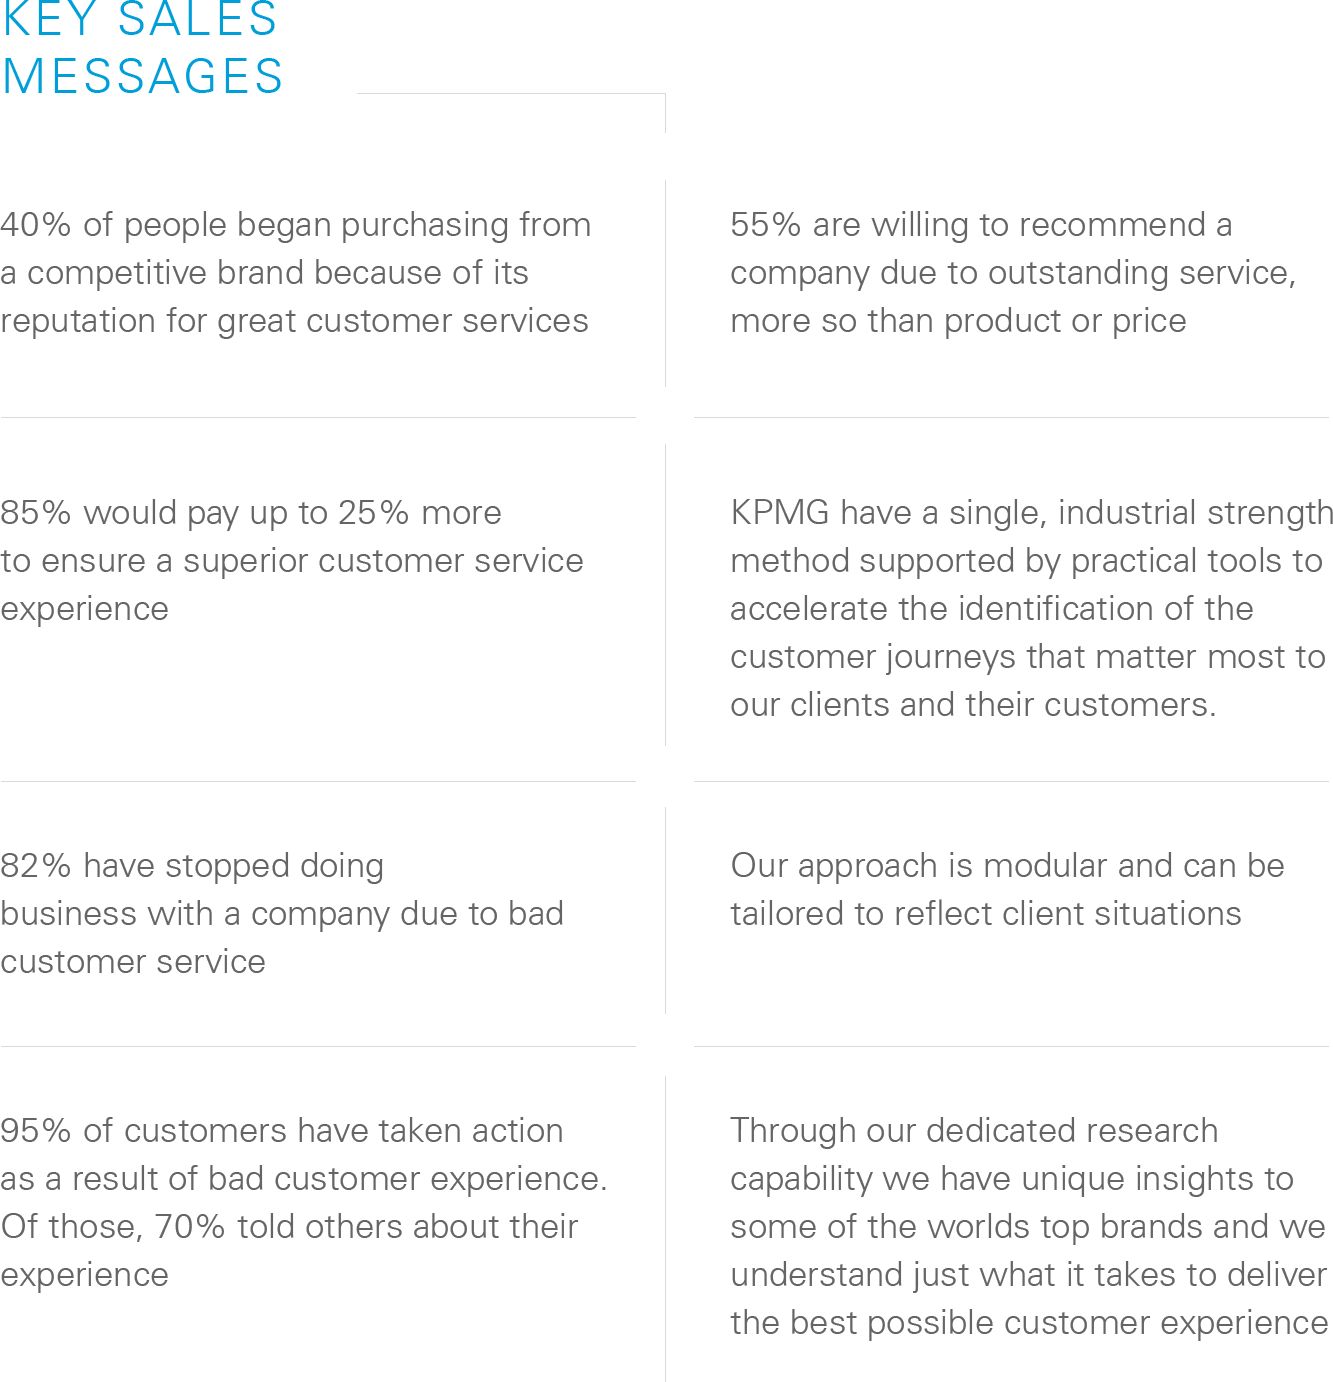 KEY SALES
MESSAGES
40% of people began purchasing from
a competitive brand because of its
reputation for great customer services
55% are willing to recommend a
company due to outstanding service,
more so than product or price
85% would pay up to 25% more
to ensure a superior customer service
experience
KPMG have a single, industrial strength
method supported by practical tools to
accelerate the identification of the
customer journeys that matter most to
our clients and their customers.
82% have stopped doing
business with a company due to bad
customer service
Our approach is modular and can be
tailored to reflect client situations
95% of customers have taken action
as a result of bad customer experience.
Of those, 70% told others about their
experience
Through our dedicated research
capability we have unique insights to
some of the worlds top brands and we
understand just what it takes to deliver
the best possible customer experience